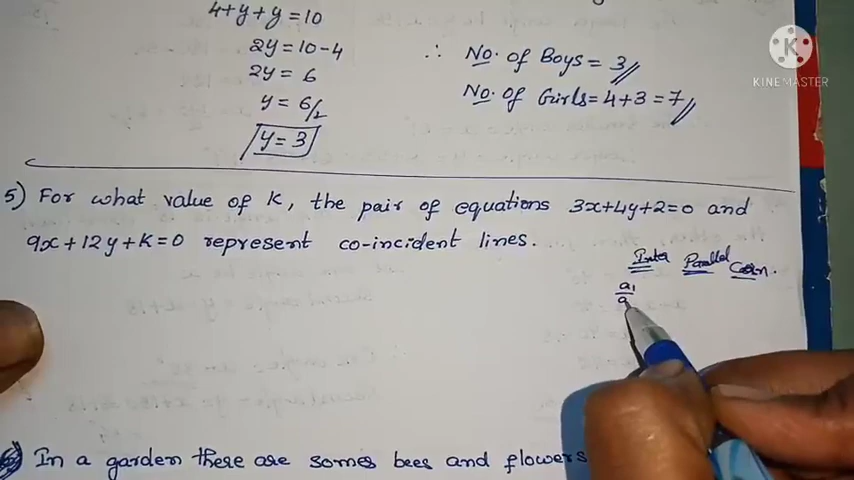 4+y+y=10
2y=10-4
2y = 6
y = 6/2
y = 3
∴ No. of Boys = 3
No. of Girls = 4+3 = 7
K
KINEMASTER
5) For what value of K, the pair of equations 3x+4y+2=0 and
9x+12y+K=0 represent co-incident lines.
Inter Parallel Coin.
a1
a
In a garden there are somes bees and flowers.